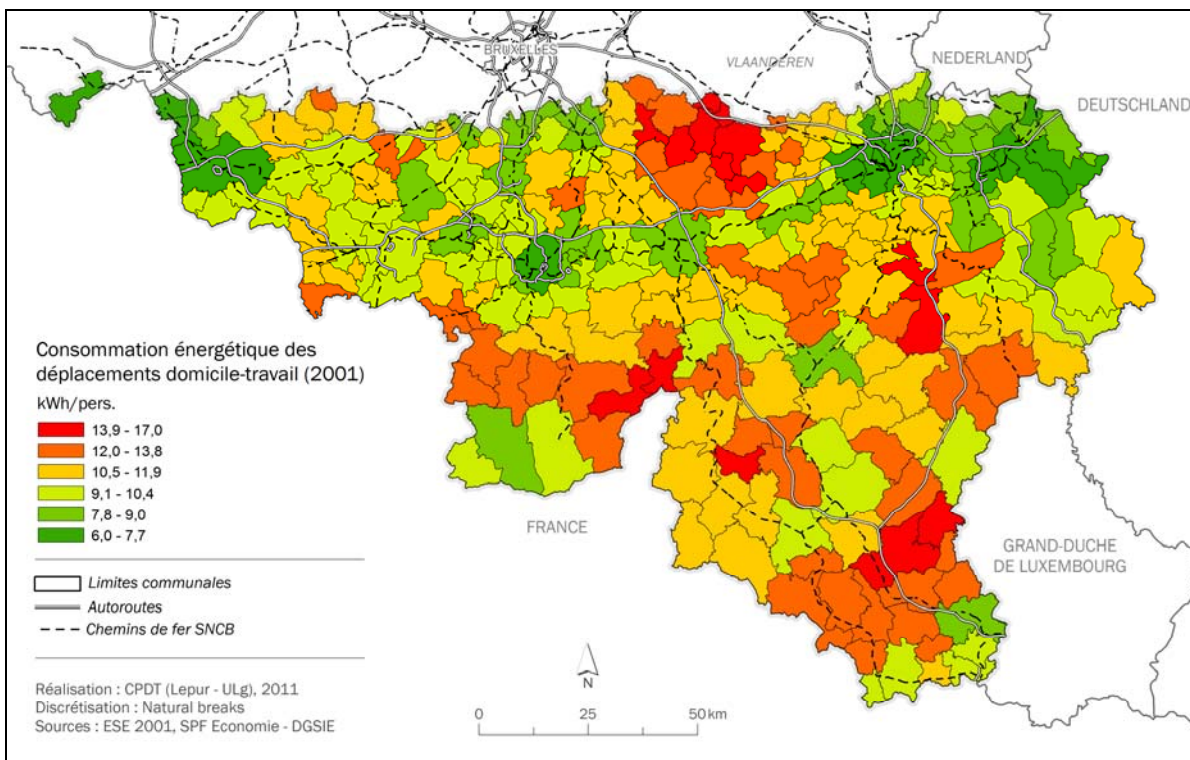 BRUXELLES
VLAANDEREN
NEDERLAND
DEUTSCHLAND
Consommation énergétique des
déplacements domicile-travail (2001)
kWh/pers.
13,9 - 17,0
12,0 - 13,8
10,5 - 11,9
9,1 - 10,4
7,8 - 9,0
6,0 - 7,7
FRANCE
GRAND-DUCHE
DE LUXEMBOURG
Limites communales
Autoroutes
Chemins de fer SNCB
N
Réalisation : CPDT (Lepur - ULg), 2011
Discrétisation : Natural breaks
Sources : ESE 2001, SPF Economie - DGSIE
0 25 50 km